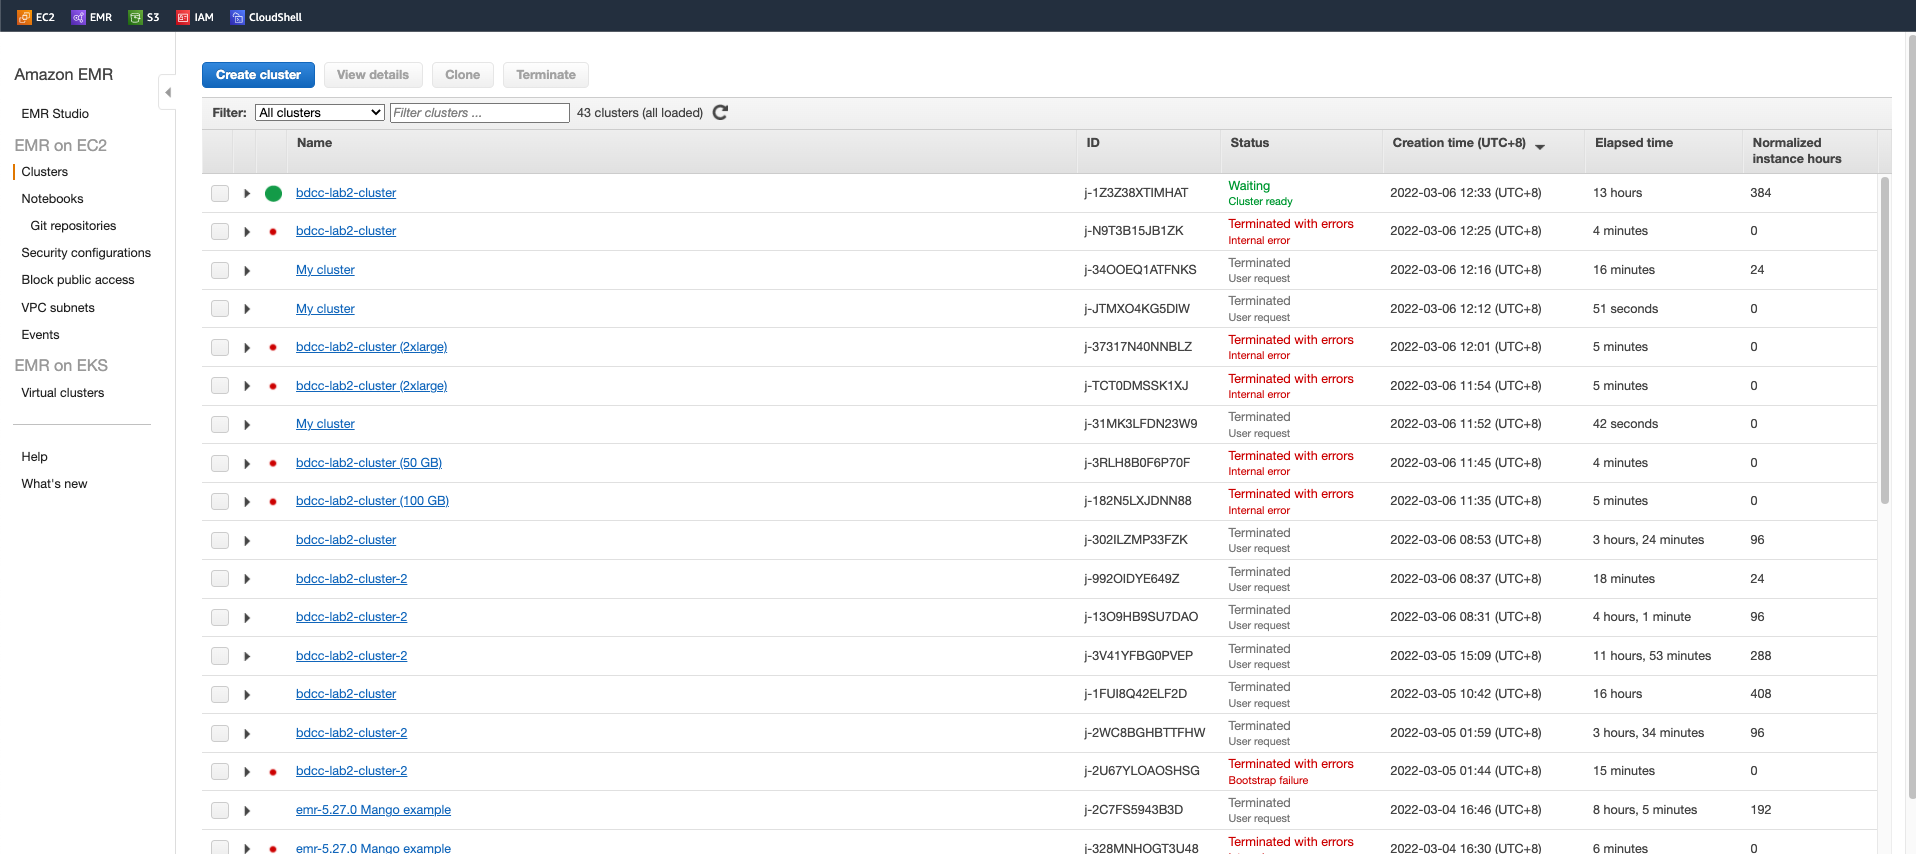 EC2 EMR S3 IAM CloudShell
Amazon EMR
EMR Studio
EMR on EC2
Clusters
Notebooks
Git repositories
Security configurations
Block public access
VPC subnets
Events
EMR on EKS
Virtual clusters
Help
What's new
Create cluster View details Clone Terminate
Filter: All clusters Filter clusters ... 43 clusters (all loaded)
Name ID Status Creation time (UTC+8) Elapsed time Normalized instance hours
bdcc-lab2-cluster j-1Z3Z38XTIMHAT Waiting 2022-03-06 12:33 (UTC+8) 13 hours 384
Cluster ready
bdcc-lab2-cluster j-N9T3B15JB1ZK Terminated with errors 2022-03-06 12:25 (UTC+8) 4 minutes 0
Internal error
My cluster j-34OOEQ1ATFNKS Terminated 2022-03-06 12:16 (UTC+8) 16 minutes 24
User request
My cluster j-JTMXO4KG5DIW Terminated 2022-03-06 12:12 (UTC+8) 51 seconds 0
User request
bdcc-lab2-cluster (2xlarge) j-37317N40NNBLZ Terminated with errors 2022-03-06 12:01 (UTC+8) 5 minutes 0
Internal error
bdcc-lab2-cluster (2xlarge) j-TCT0DMSSK1XJ Terminated with errors 2022-03-06 11:54 (UTC+8) 5 minutes 0
Internal error
My cluster j-31MK3LFDN23W9 Terminated 2022-03-06 11:52 (UTC+8) 42 seconds 0
User request
bdcc-lab2-cluster (50 GB) j-3RLH8B0F6P70F Terminated with errors 2022-03-06 11:45 (UTC+8) 4 minutes 0
Internal error
bdcc-lab2-cluster (100 GB) j-182N5LXJDNN88 Terminated with errors 2022-03-06 11:35 (UTC+8) 5 minutes 0
Internal error
bdcc-lab2-cluster j-302ILZMP33FZK Terminated 2022-03-06 08:53 (UTC+8) 3 hours, 24 minutes 96
User request
bdcc-lab2-cluster-2 j-992OIDYE649Z Terminated 2022-03-06 08:37 (UTC+8) 18 minutes 24
User request
bdcc-lab2-cluster-2 j-13O9HB9SU7DAO Terminated 2022-03-06 08:31 (UTC+8) 4 hours, 1 minute 96
User request
bdcc-lab2-cluster-2 j-3V41YFBG0PVEP Terminated 2022-03-05 15:09 (UTC+8) 11 hours, 53 minutes 288
User request
bdcc-lab2-cluster j-1FUI8Q42ELF2D Terminated 2022-03-05 10:42 (UTC+8) 16 hours 408
User request
bdcc-lab2-cluster-2 j-2WC8BGHBTTFHW Terminated 2022-03-05 01:59 (UTC+8) 3 hours, 34 minutes 96
User request
bdcc-lab2-cluster-2 j-2U67YLOAOSHSG Terminated with errors 2022-03-05 01:44 (UTC+8) 15 minutes 0
Bootstrap failure
emr-5.27.0 Mango example j-2C7FS5943B3D Terminated 2022-03-04 16:46 (UTC+8) 8 hours, 5 minutes 192
User request
emr-5.27.0 Mango example j-328MNHOGT3U48 Terminated with errors 2022-03-04 16:30 (UTC+8) 6 minutes 0